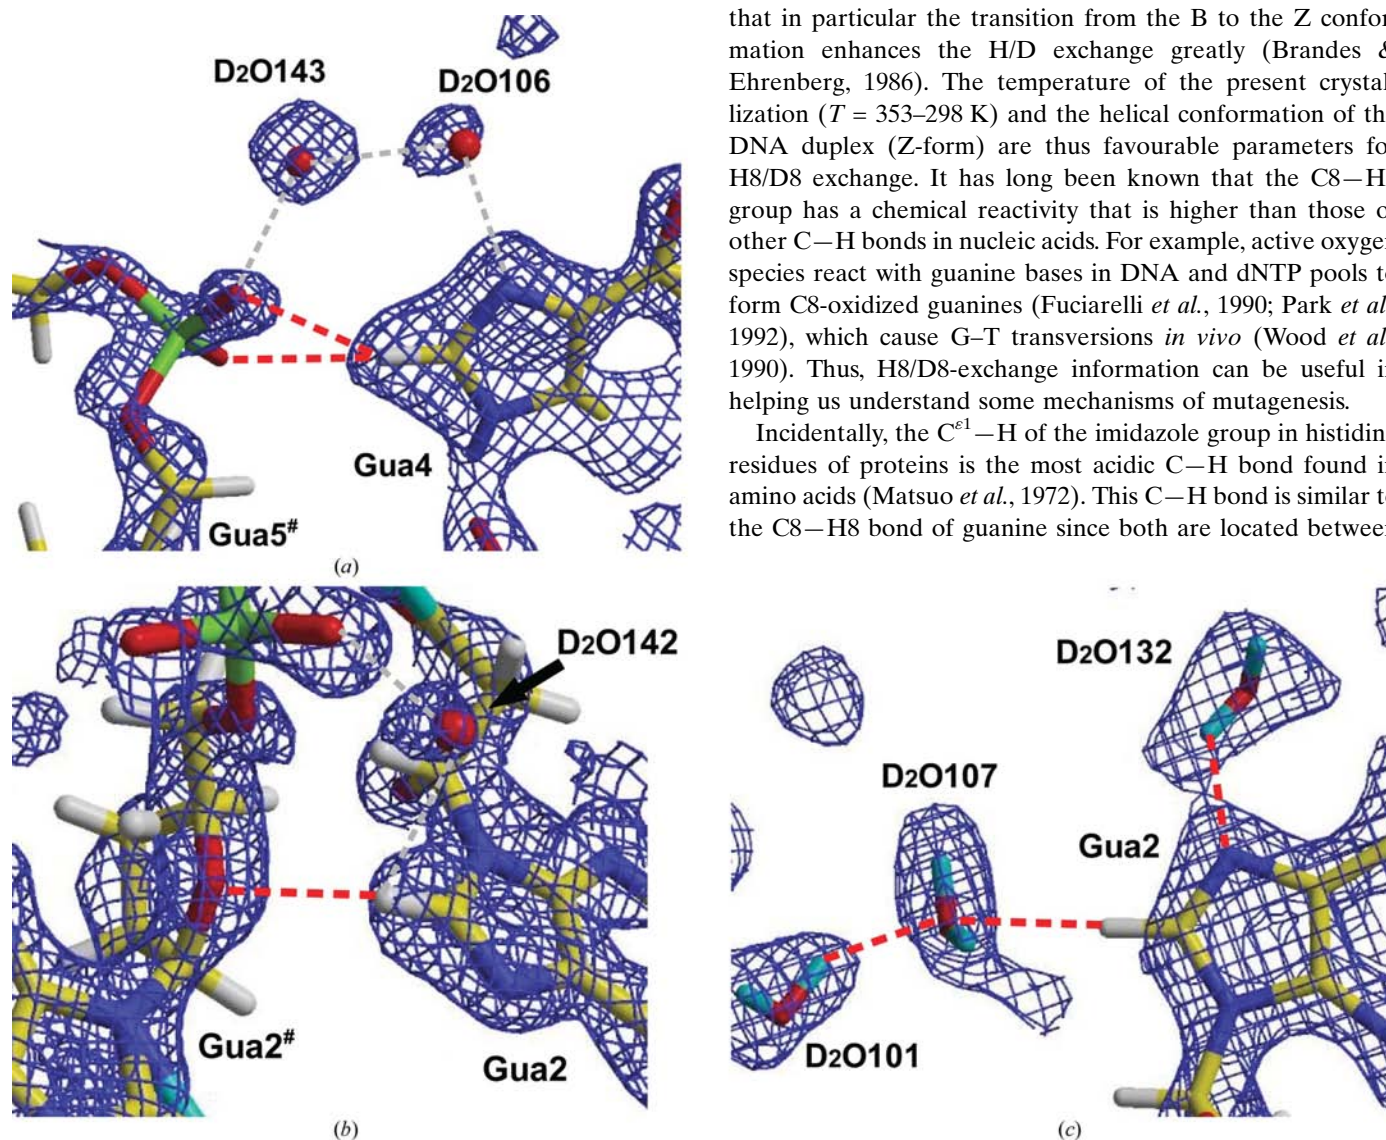 that in particular the transition from the B to the Z confor-
mation enhances the H/D exchange greatly (Brandes &
Ehrenberg, 1986). The temperature of the present crystal
lization (T = 353–298 K) and the helical conformation of
DNA duplex (Z-form) are thus favourable parameters
H8/D8 exchange. It has long been known that the C8—H
group has a chemical reactivity that is higher than those
other C—H bonds in nucleic acids. For example, active
species react with guanine bases in DNA and dNTP pools
form C8-oxidized guanines (Fuciarelli et al., 1990; Park et al
1992), which cause G–T transversions in vivo (Wood et al
1990). Thus, H8/D8-exchange information can be useful
helping us understand some mechanisms of mutagenesis.
Incidentally, the Cε1—H of the imidazole group in
residues of proteins is the most acidic C—H bond found
amino acids (Matsuo et al., 1972). This C—H bond is similar
the C8—H8 bond of guanine since both are located between
D2O143
D2O106
Gua4
Gua5#
(a)
D2O142
Gua2#
Gua2
(b)
D2O132
D2O107
Gua2
D2O101
(c)